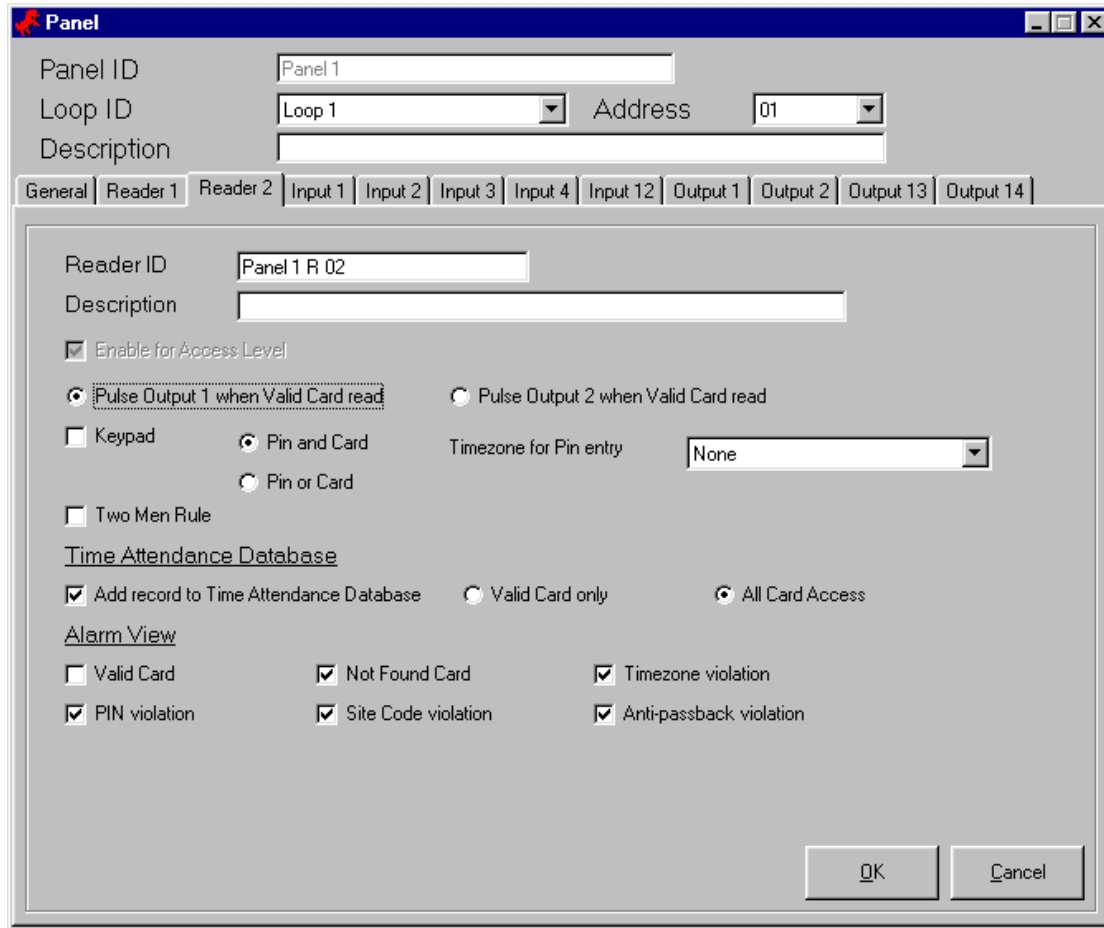 Panel
Panel ID Panel 1
Loop ID Loop 1 Address 01
Description
General Reader 1 Reader 2 Input 1 Input 2 Input 3 Input 4 Input 12 Output 1 Output 2 Output 13 Output 14
Reader ID Panel 1 R 02
Description
Enable for Access Level
Pulse Output 1 when Valid Card read Pulse Output 2 when Valid Card read
Keypad Pin and Card Timezone for Pin entry None
Pin or Card
Two Men Rule
Time Attendance Database
Add record to Time Attendance Database Valid Card only All Card Access
Alarm View
Valid Card Not Found Card Timezone violation
PIN violation Site Code violation Anti-passback violation
OK Cancel